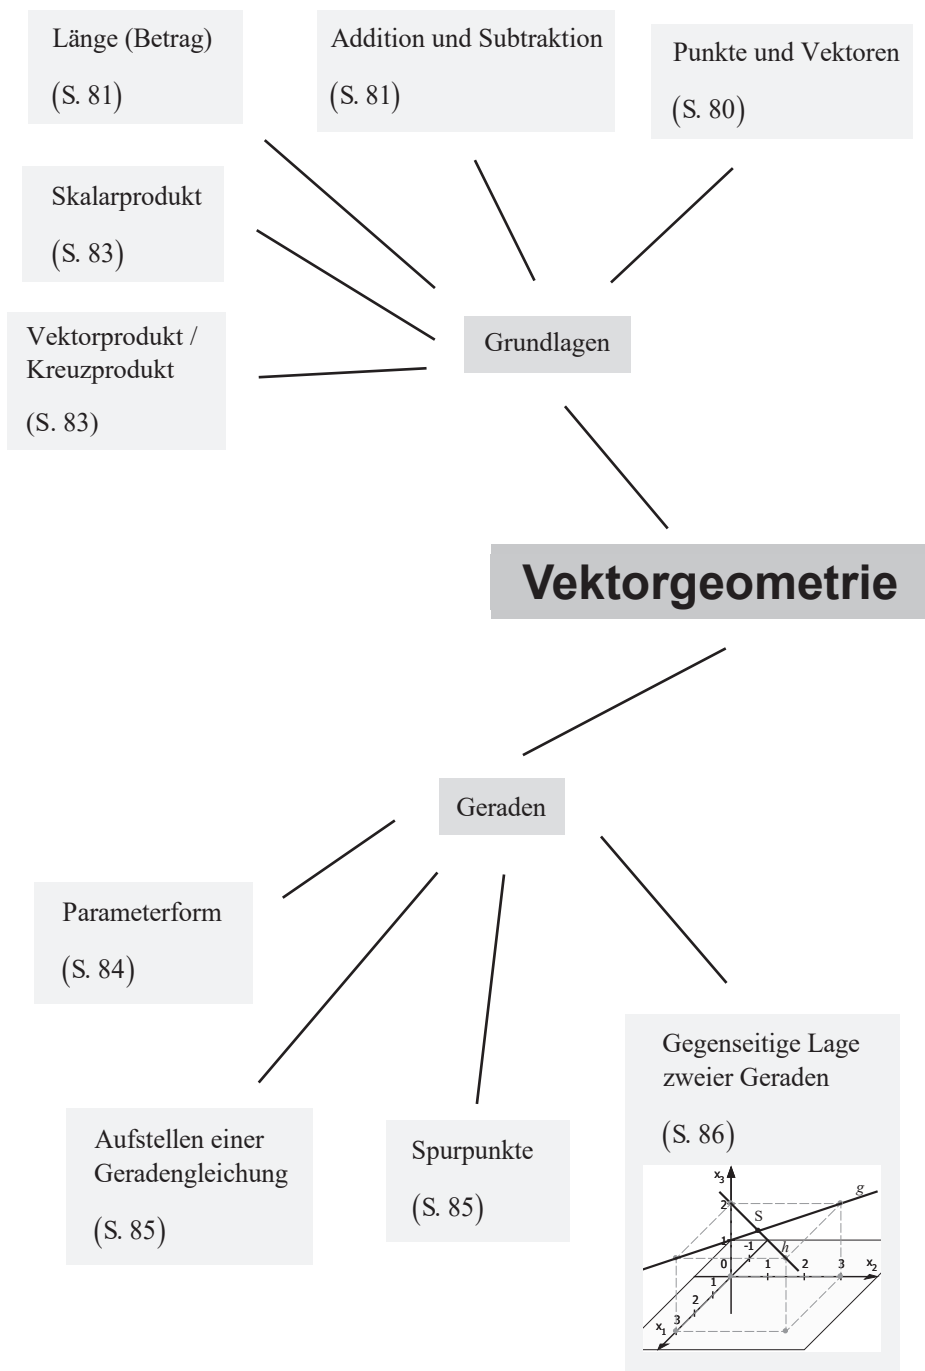 Länge (Betrag)
(S. 81)
Addition und Subtraktion
(S. 81)
Punkte und Vektoren
(S. 80)
Skalarprodukt
(S. 83)
Vektorprodukt /
Kreuzprodukt
(S. 83)
Grundlagen
Vektorgeometrie
Geraden
Parameterform
(S. 84)
Aufstellen einer
Geradengleichung
(S. 85)
Spurpunkte
(S. 85)
Gegenseitige Lage
zweier Geraden
(S. 86)
x₃
g
2
S
1
-1
h
0
1
2
3
x₂
1
2
3
x₁